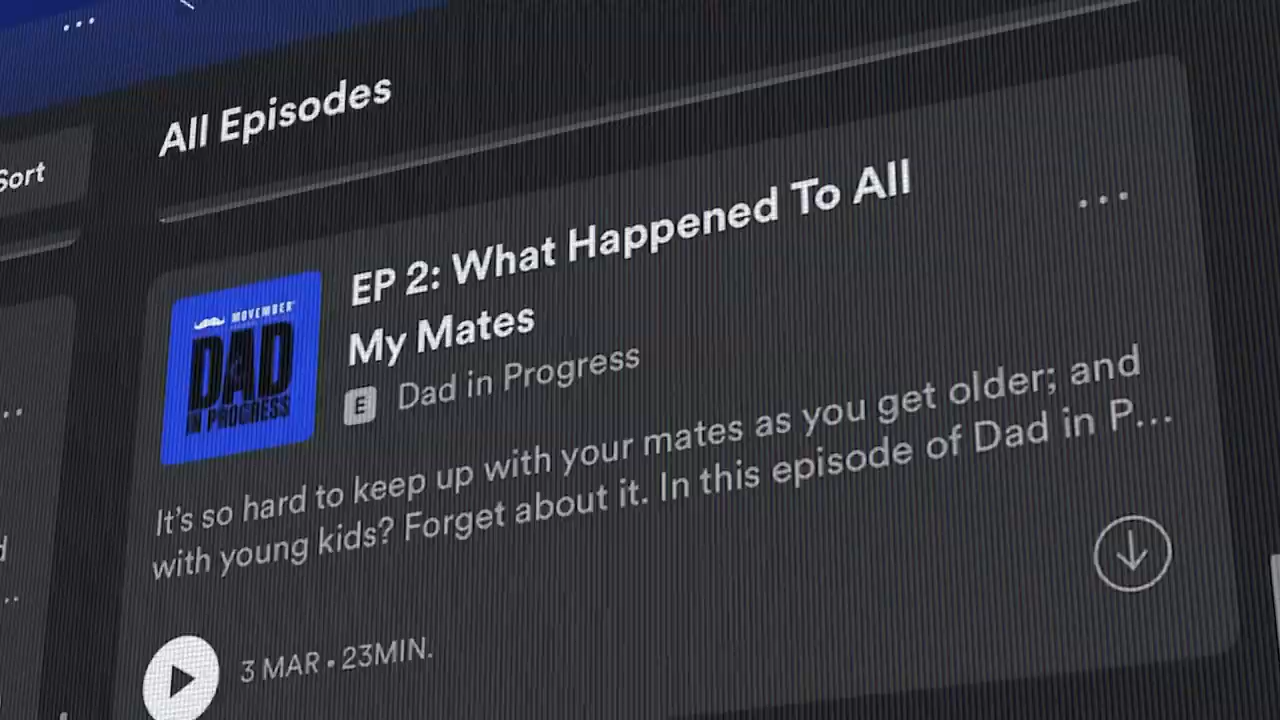 Sort
All Episodes
EP 2: What Happened To All
My Mates
MOVEMBER
DAD
IN PROGRESS
E Dad in Progress
It's so hard to keep up with your mates as you get older; and
with young kids? Forget about it. In this episode of Dad in P...
3 MAR • 23MIN.